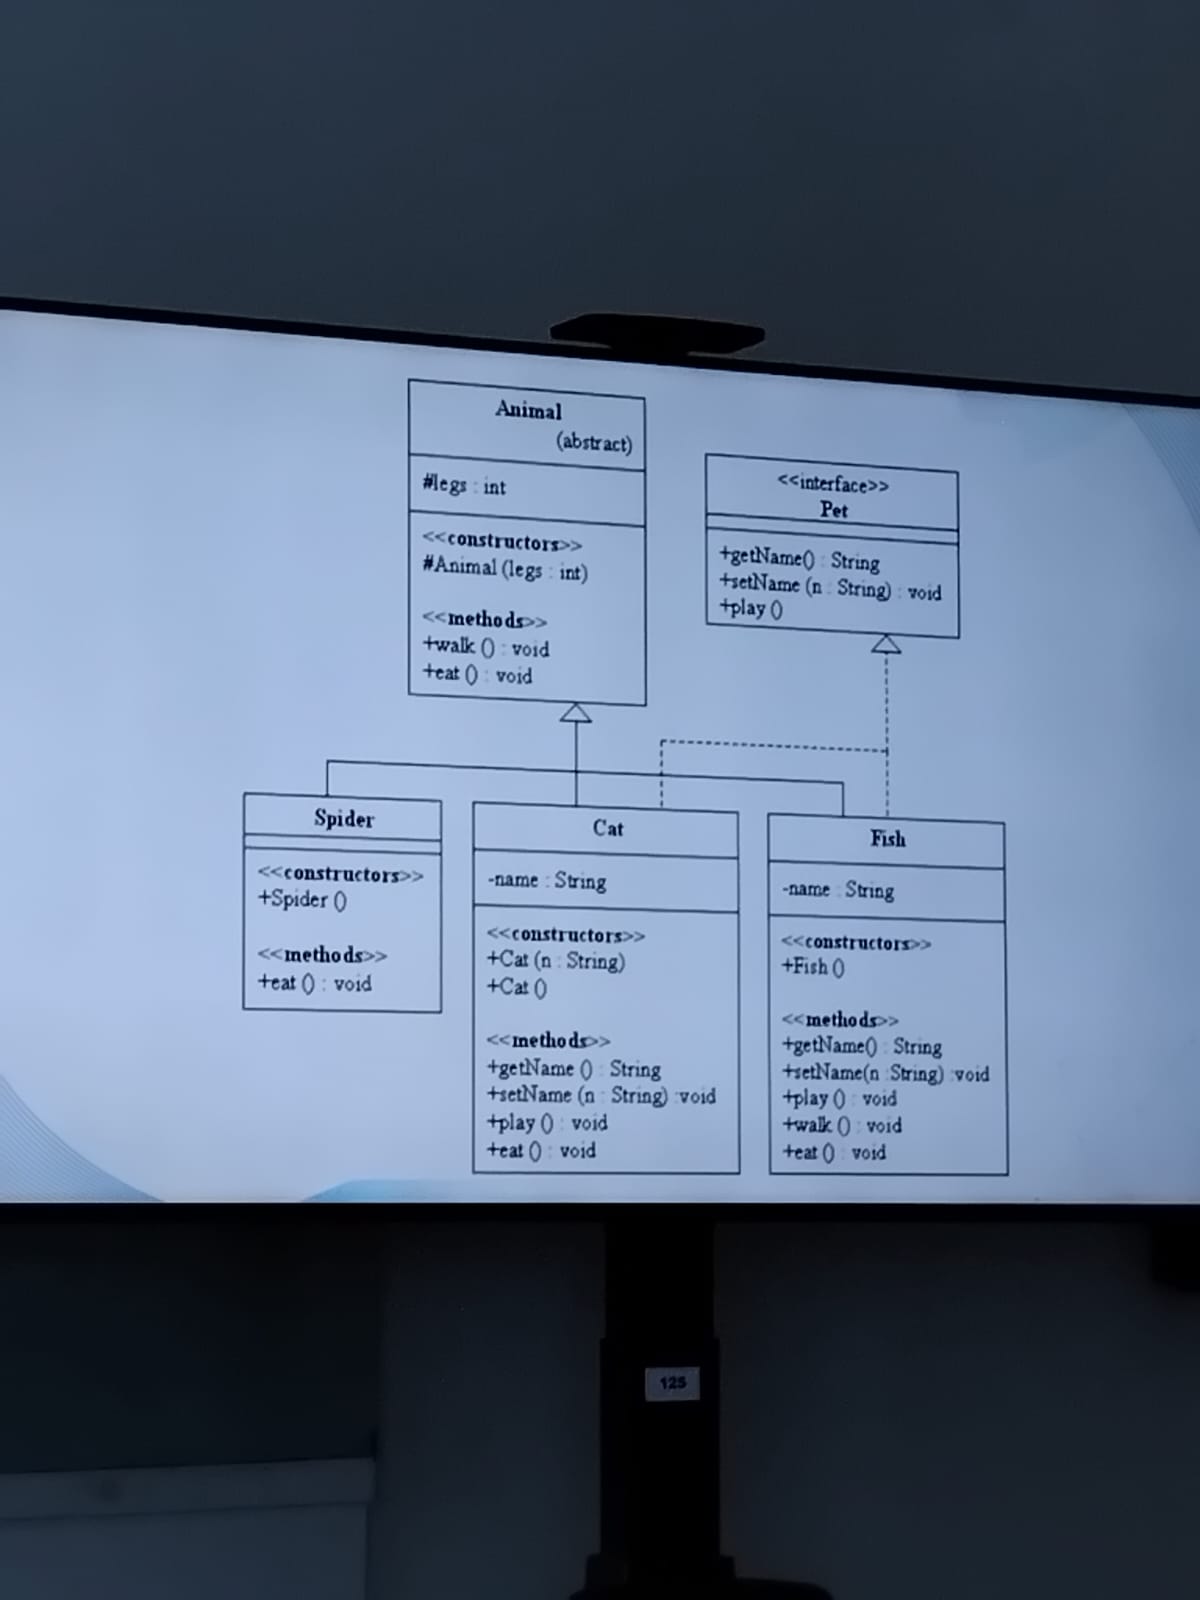 Animal
(abstract)
#legs : int
<<constructors>>
#Animal (legs : int)
<<methods>>
+walk () : void
+eat () : void
<<interface>>
Pet
+getName() : String
+setName (n : String) : void
+play ()
Spider
<<constructors>>
+Spider ()
<<methods>>
+eat () : void
Cat
-name : String
<<constructors>>
+Cat (n : String)
+Cat ()
<<methods>>
+getName () : String
+setName (n : String) :void
+play () : void
+eat () : void
Fish
-name : String
<<constructors>>
+Fish ()
<<methods>>
+getName() : String
+setName(n :String) :void
+play () : void
+walk () : void
+eat () : void
125